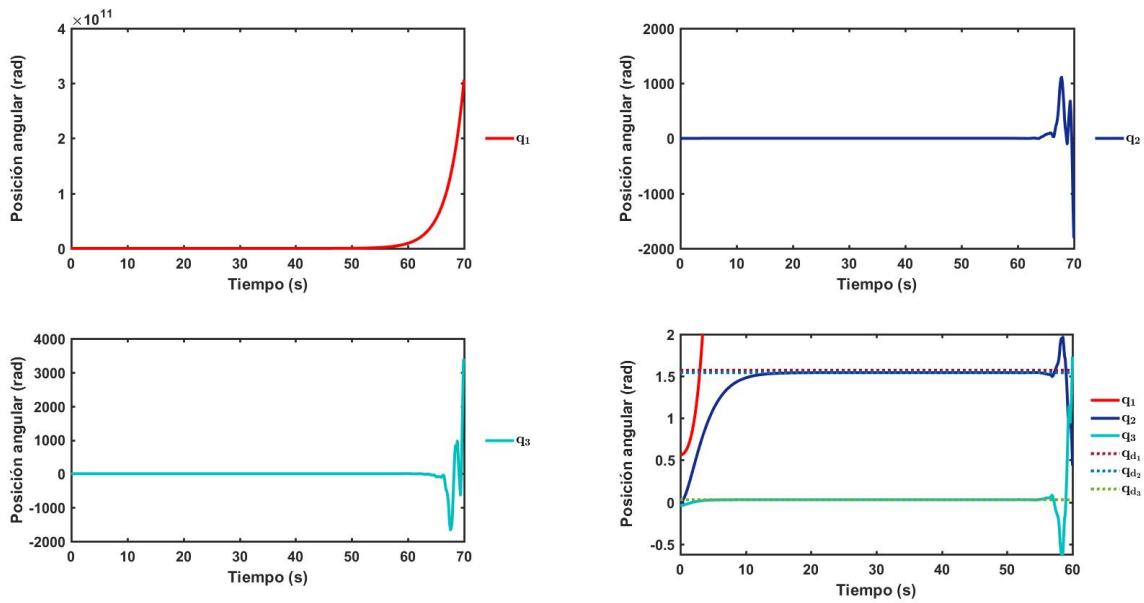 ×10¹¹
4
3
2
1
0
Posición angular (rad)
0 10 20 30 40 50 60 70
Tiempo (s)
q₁
2000
1000
0
-1000
-2000
Posición angular (rad)
0 10 20 30 40 50 60 70
Tiempo (s)
q₂
4000
3000
2000
1000
0
-1000
-2000
Posición angular (rad)
0 10 20 30 40 50 60 70
Tiempo (s)
q₃
2
1.5
1
0.5
0
-0.5
Posición angular (rad)
0 10 20 30 40 50 60
Tiempo (s)
q₁
q₂
q₃
q_d₁
q_d₂
q_d₃